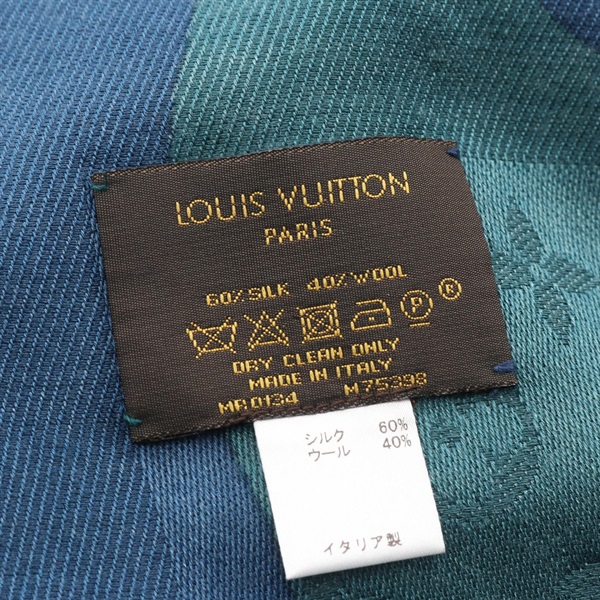 LOUIS VUITTON
PARIS
60% SILK 40% WOOL
P ®
DRY CLEAN ONLY
MADE IN ITALY
MR0134 M75398
シルク 60%
ウール 40%
イタリア製